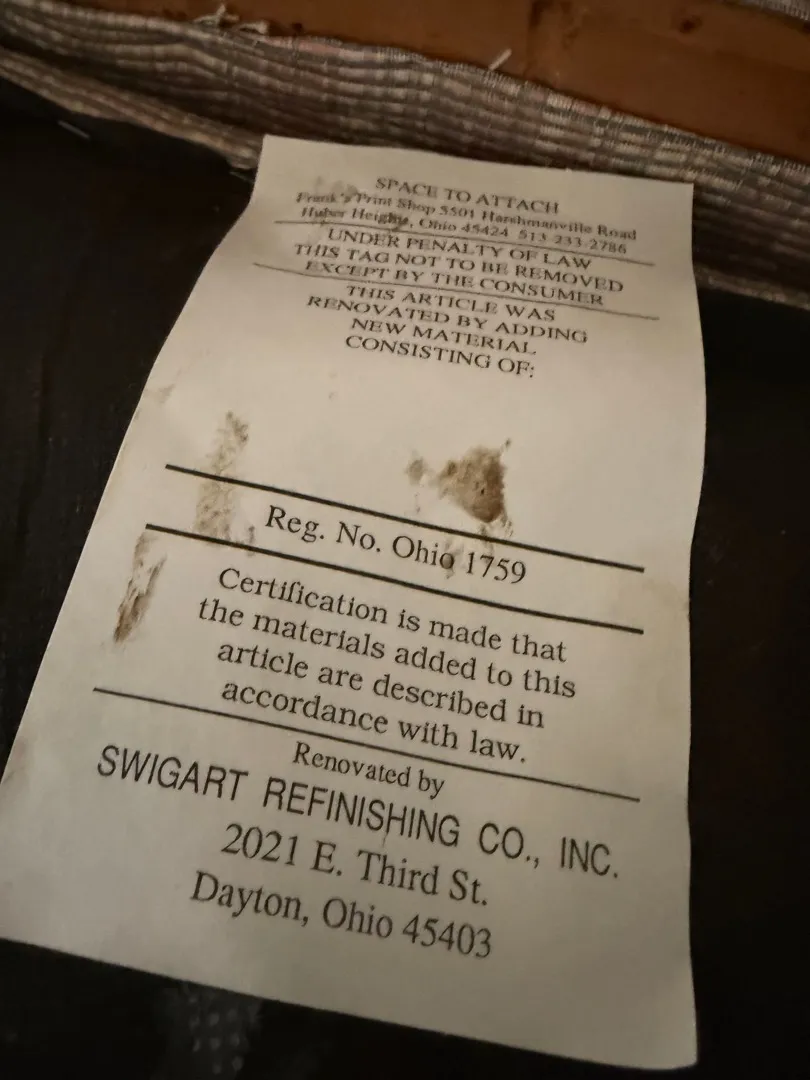 SPACE TO ATTACH
Frank's Print Shop 5501 Harshmanville Road
Huber Heights, Ohio 45424 513-233-2786
UNDER PENALTY OF LAW
THIS TAG NOT TO BE REMOVED
EXCEPT BY THE CONSUMER
THIS ARTICLE WAS
RENOVATED BY ADDING
NEW MATERIAL
CONSISTING OF:
Reg. No. Ohio 1759
Certification is made that
the materials added to this
article are described in
accordance with law.
Renovated by
SWIGART REFINISHING CO., INC.
2021 E. Third St.
Dayton, Ohio 45403